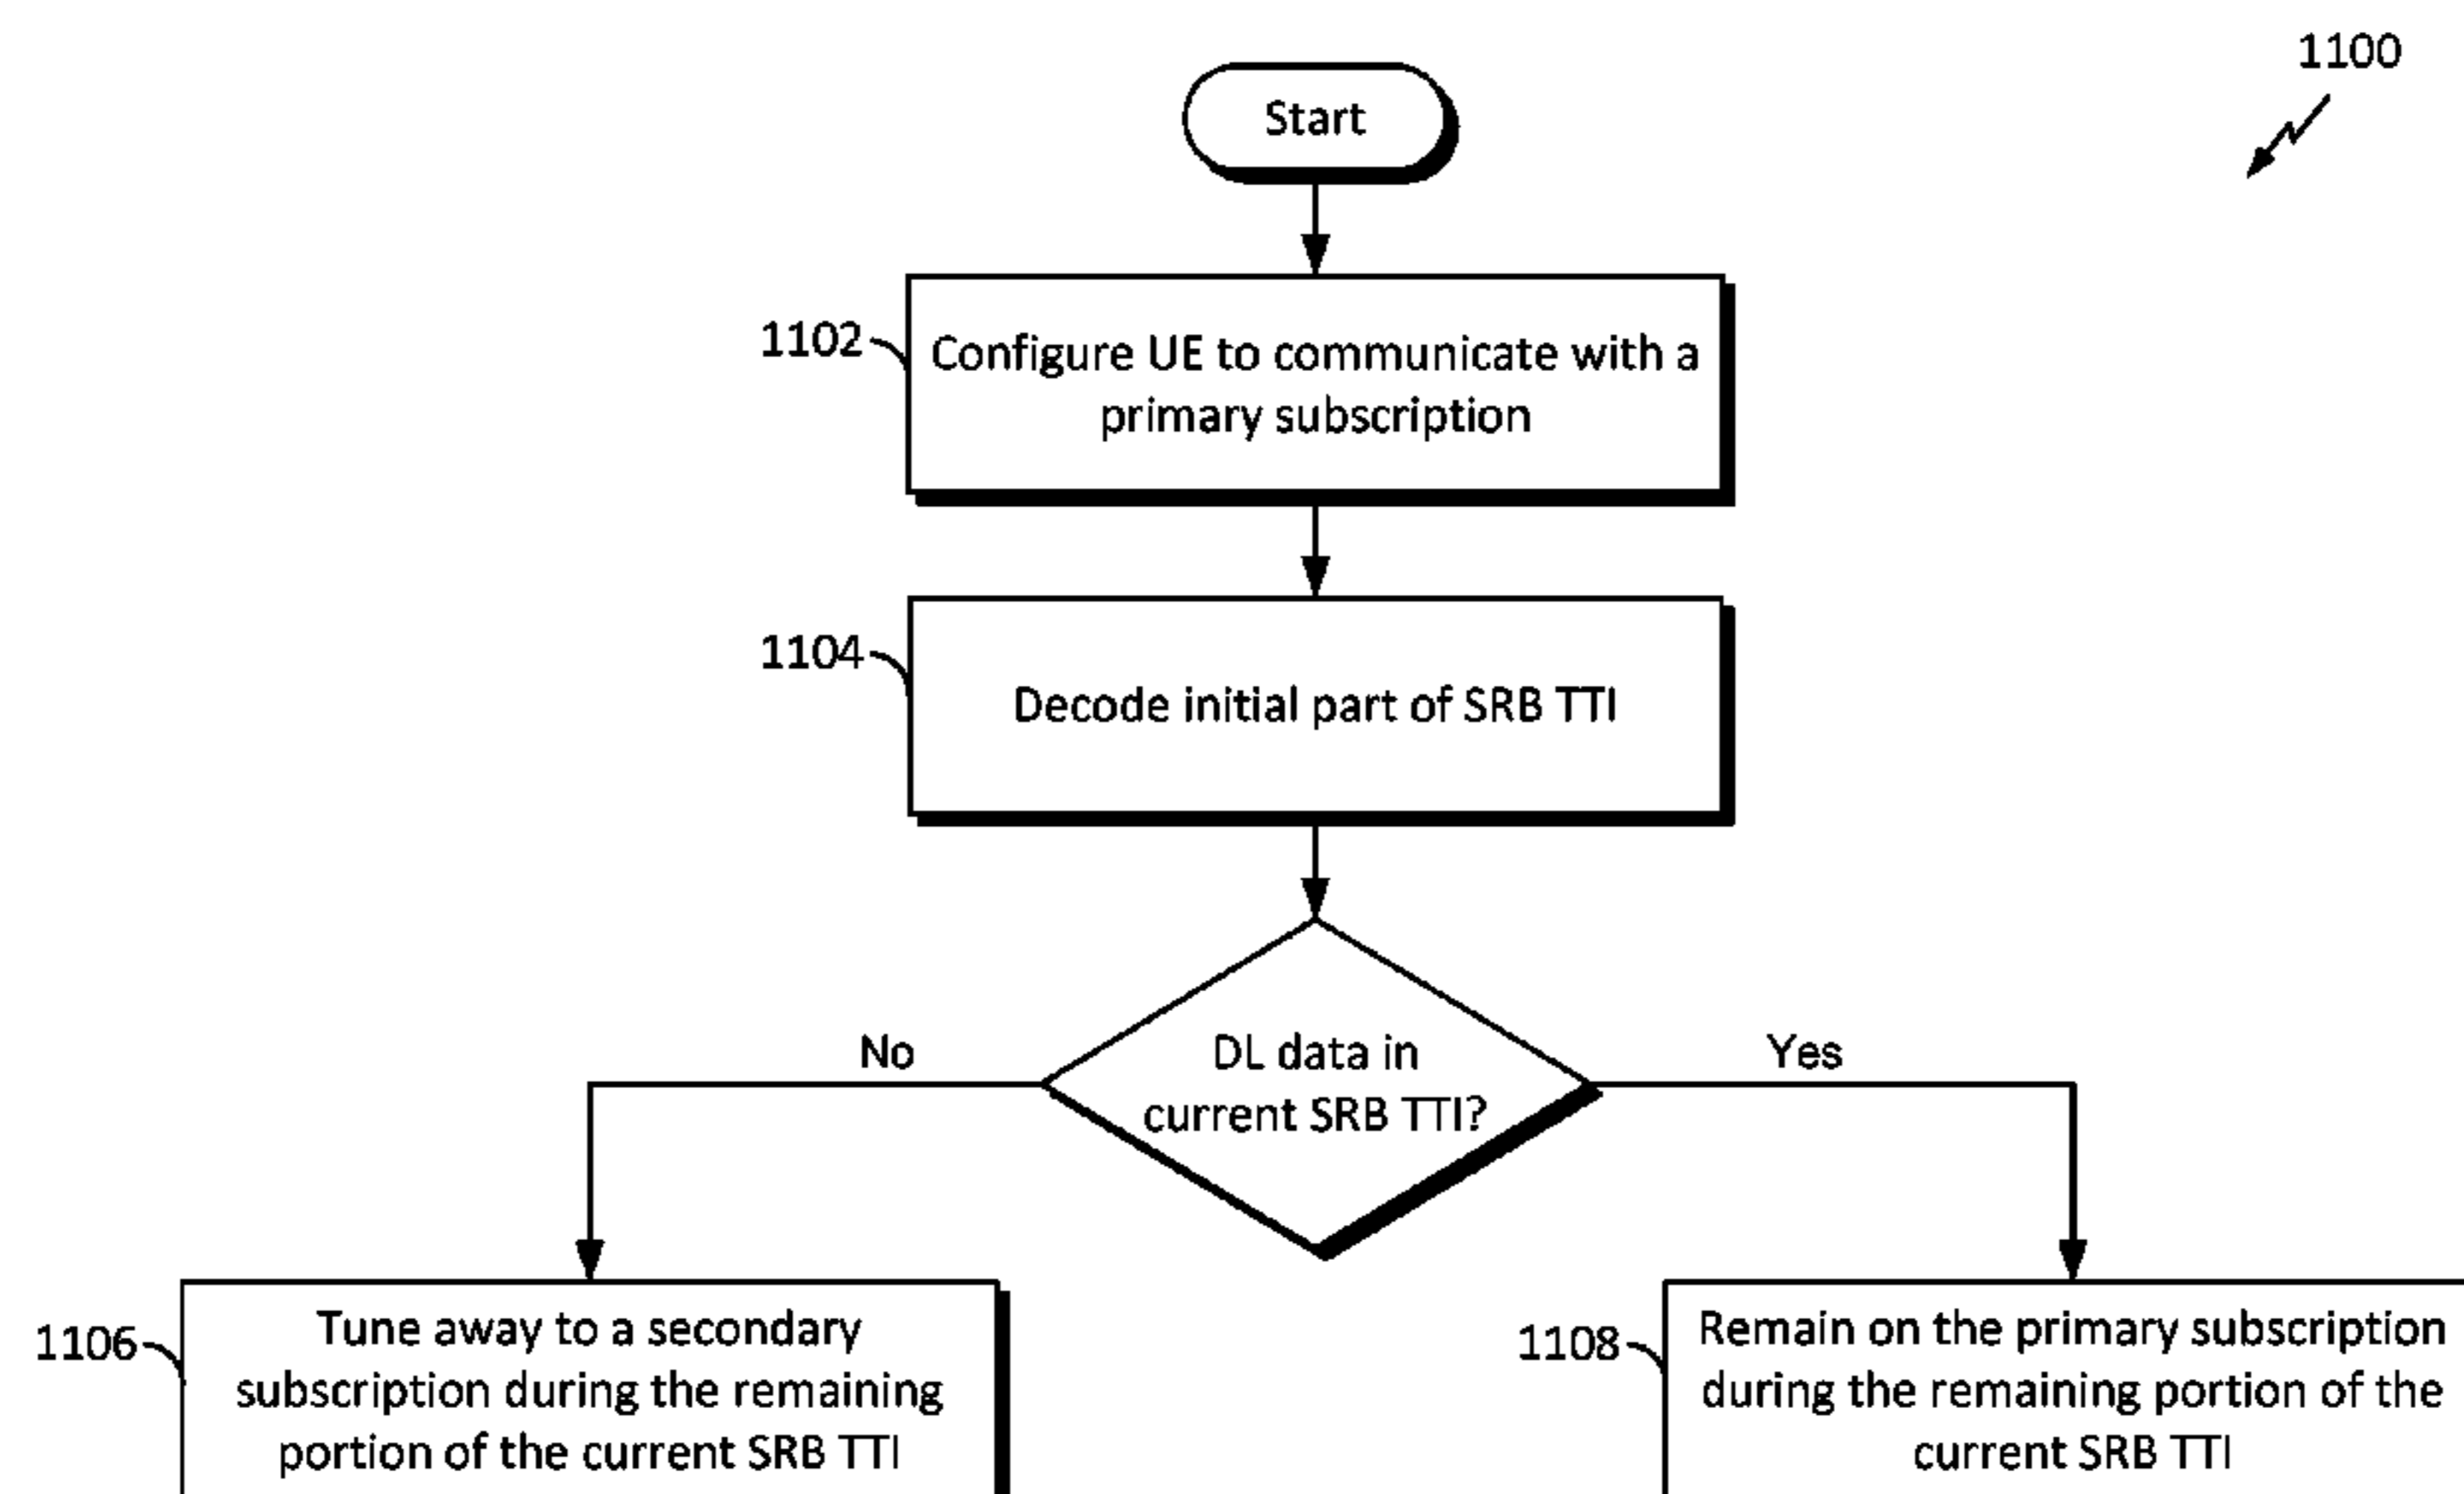 1100
Start
1102
Configure UE to communicate with a
primary subscription
1104
Decode initial part of SRB TTI
No
DL data in
current SRB TTI?
Yes
1106
Tune away to a secondary
subscription during the remaining
portion of the current SRB TTI
1108
Remain on the primary subscription
during the remaining portion of the
current SRB TTI